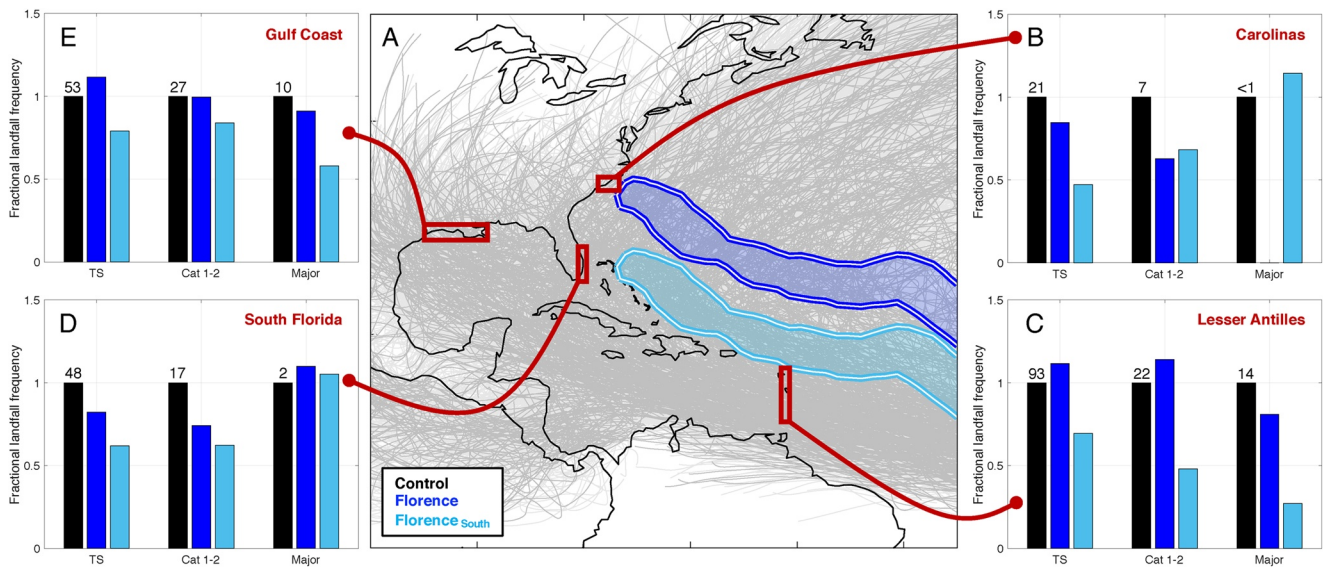 E
Gulf Coast
Fractional landfall frequency
1.5
1
0.5
0
53
27
10
TS
Cat 1-2
Major
D
South Florida
Fractional landfall frequency
1.5
1
0.5
0
48
17
2
TS
Cat 1-2
Major
A
Control
Florence
Florence South
B
Carolinas
Fractional landfall frequency
1.5
1
0.5
0
21
7
<1
TS
Cat 1-2
Major
C
Lesser Antilles
Fractional landfall frequency
1.5
1
0.5
0
93
22
14
TS
Cat 1-2
Major